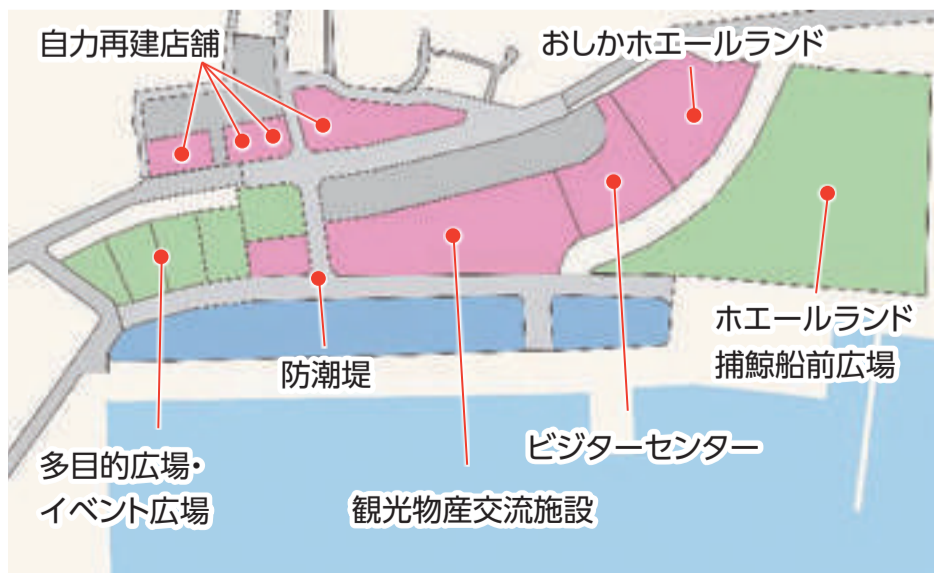 自力再建店舗
おしかホエールランド
ホエールランド
捕鯨船前広場
防潮堤
ビジターセンター
多目的広場・
イベント広場
観光物産交流施設